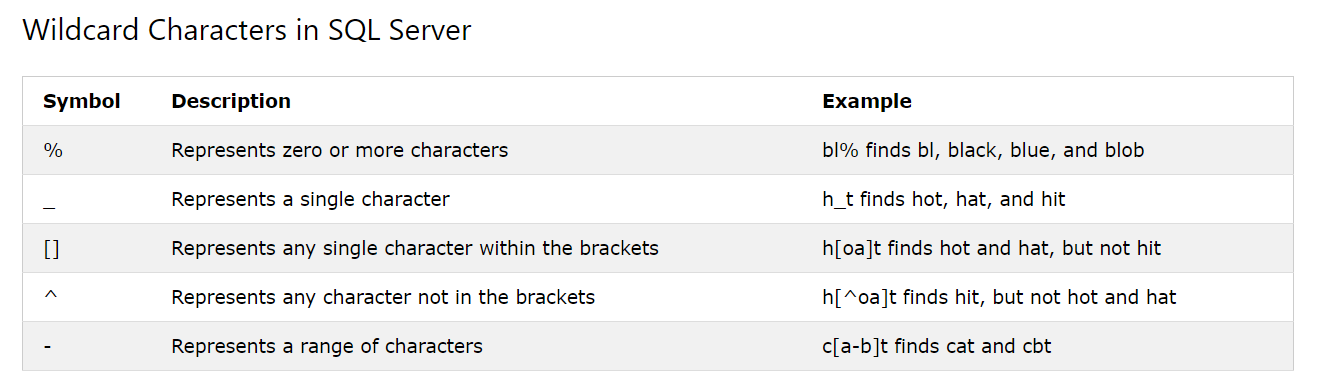 Wildcard Characters in SQL Server
Symbol Description Example
% Represents zero or more characters bl% finds bl, black, blue, and blob
_ Represents a single character h_t finds hot, hat, and hit
[] Represents any single character within the brackets h[oa]t finds hot and hat, but not hit
^ Represents any character not in the brackets h[^oa]t finds hit, but not hot and hat
- Represents a range of characters c[a-b]t finds cat and cbt